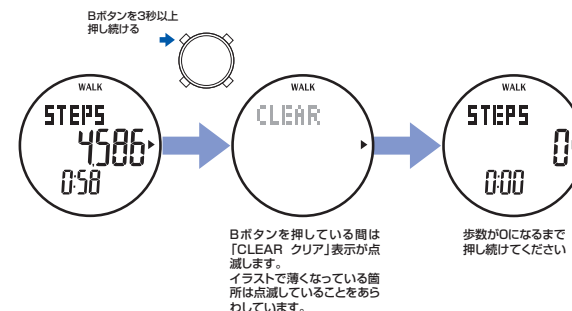 Bボタンを3秒以上
押し続ける
WALK
STEPS
4,586
0:58
WALK
CLEAR
WALK
STEPS
0
0:00
Bボタンを押している間は
「CLEAR クリア」表示が点
滅します。
イラストで薄くなっている箇
所は点滅していることをあら
わしています。
歩数が0になるまで
押し続けてください